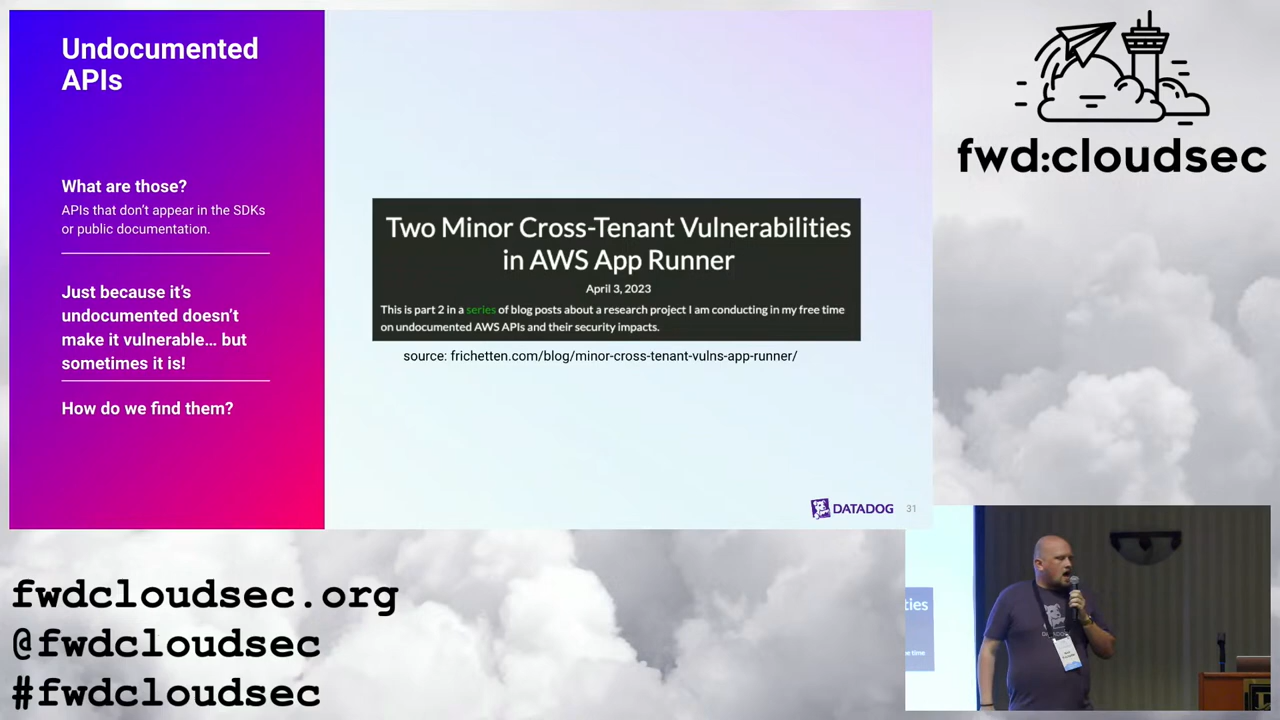 Undocumented
APIs
What are those?
APIs that don't appear in the SDKs
or public documentation.
Just because it's
undocumented doesn't
make it vulnerable… but
sometimes it is!
How do we find them?
Two Minor Cross-Tenant Vulnerabilities
in AWS App Runner
April 3, 2023
This is part 2 in a series of blog posts about a research project I am conducting in my free time
on undocumented AWS APIs and their security impacts.
source: frichetten.com/blog/minor-cross-tenant-vulns-app-runner/
DATADOG
31
fwd:cloudsec
fwdcloudsec.org
@fwdcloudsec
#fwdcloudsec
ties
e time
DATADOG